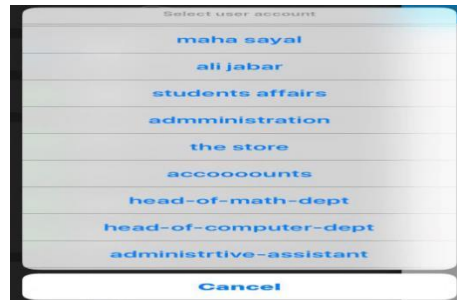 Select user account
maha sayal
ali jabar
students affairs
admministration
the store
accoooounts
head-of-math-dept
head-of-computer-dept
administrtive-assistant
Cancel